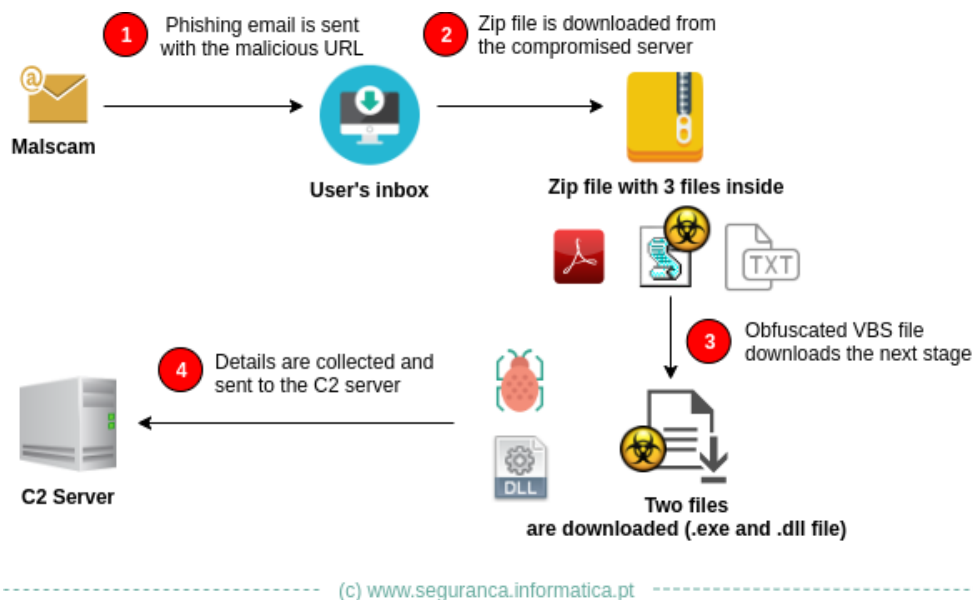 1
Phishing email is sent
with the malicious URL
2
Zip file is downloaded from
the compromised server
@
Malscam
User's inbox
Zip file with 3 files inside
TXT
3
Obfuscated VBS file
downloads the next stage
4
Details are collected and
sent to the C2 server
DLL
C2 Server
Two files
are downloaded (.exe and .dll file)
(c) www.seguranca.informatica.pt